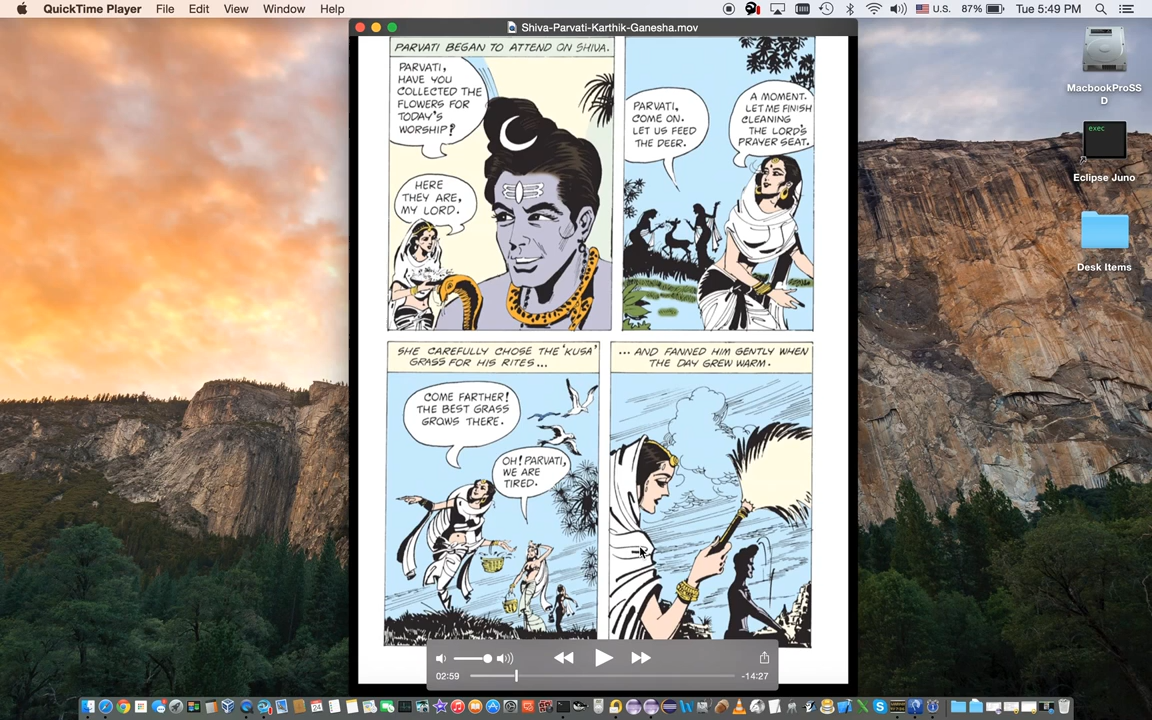 QuickTime Player File Edit View Window Help
U.S. 87% Tue 5:49 PM
Shiva-Parvati-Karthik-Ganesha.mov
PARVATI BEGAN TO ATTEND ON SHIVA.
PARVATI,
HAVE YOU
COLLECTED THE
FLOWERS FOR
TODAY'S
WORSHIP?
HERE
THEY ARE,
MY LORD.
PARVATI,
COME ON.
LET US FEED
THE DEER.
A MOMENT.
LET ME FINISH
CLEANING
THE LORD'S
PRAYER SEAT.
SHE CAREFULLY CHOSE THE 'KUSA'
GRASS FOR HIS RITES...
COME FARTHER!
THE BEST GRASS
GROWS THERE.
OH! PARVATI,
WE ARE
TIRED.
...AND FANNED HIM GENTLY WHEN
THE DAY GREW WARM.
02:59
-14:27
MacbookProSS
D
exec
Eclipse Juno
Desk Items